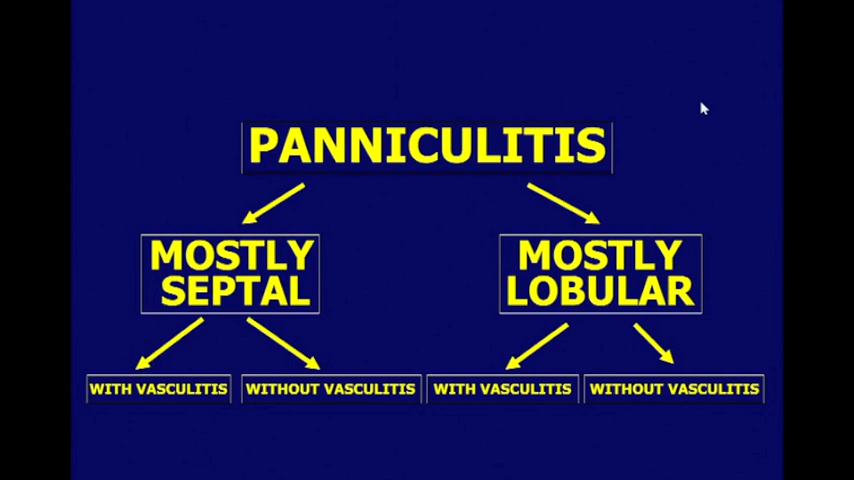 PANNICULITIS
MOSTLY
SEPTAL
MOSTLY
LOBULAR
WITH VASCULITIS
WITHOUT VASCULITIS
WITH VASCULITIS
WITHOUT VASCULITIS